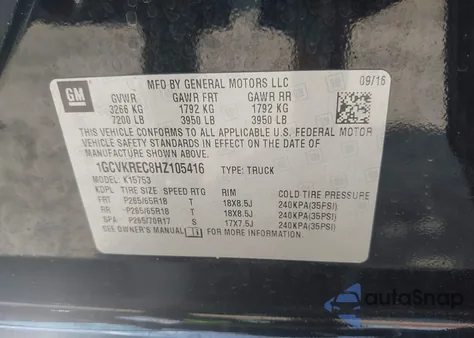 GM
MFD BY GENERAL MOTORS LLC
09/16
GVWR GAWR FRT GAWR RR
3266 KG 1792 KG 1792 KG
7200 LB 3950 LB 3950 LB
THIS VEHICLE CONFORMS TO ALL APPLICABLE U.S. FEDERAL MOTOR
VEHICLE SAFETY STANDARDS IN EFFECT ON THE DATE OF
MANUFACTURE SHOWN ABOVE.
1GCVKREC8HZ105416 TYPE: TRUCK
MODEL: K15753
KDPL TIRE SIZE SPEED RTG RIM COLD TIRE PRESSURE
FRT P265/65R18 T 18X8.5J 240KPA(35PSI)
RR P265/65R18 T 18X8.5J 240KPA(35PSI)
SPA P265/70R17 S 17X7.5J 240KPA(35PSI)
SEE OWNER'S MANUAL FOR MORE INFORMATION.
autoSnap